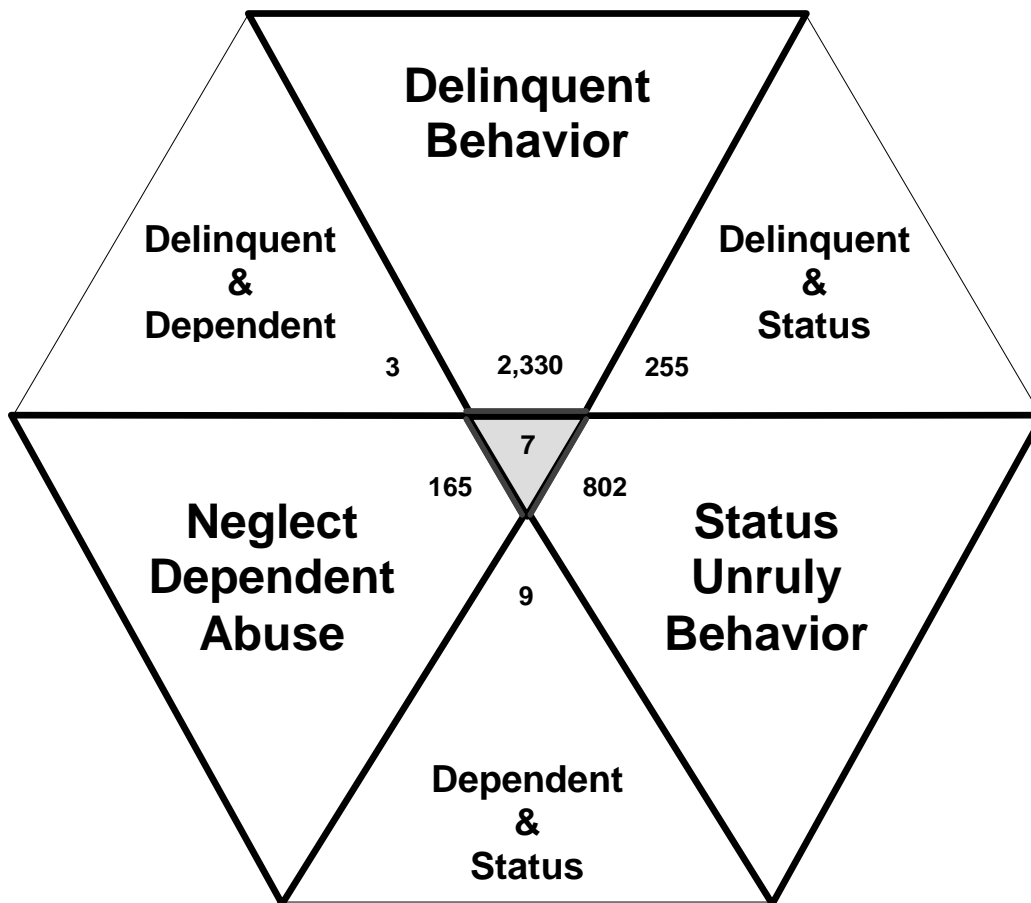 Delinquent
Behavior
Delinquent
&
Dependent
Delinquent
&
Status
3
2,330
255
7
165
802
Neglect
Dependent
Abuse
Status
Unruly
Behavior
9
Dependent
&
Status